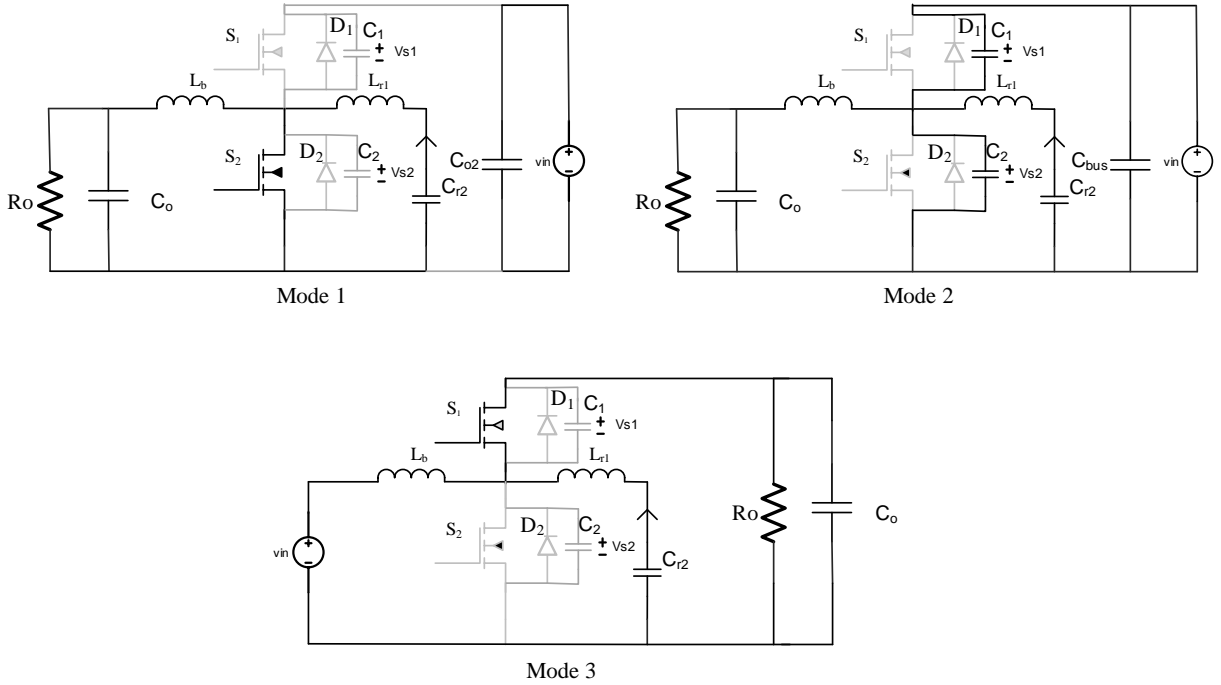 S1 D1 C1 + - Vs1
Lb Lr1
Ro Co S2 D2 C2 + - Vs2 Cr2 Co2 vin + -
Mode 1
S1 D1 C1 + - Vs1
Lb Lr1
Ro Co S2 D2 C2 + - Vs2 Cr2 Cbus vin + -
Mode 2
S1 D1 C1 + - Vs1
Lb Lr1
vin + - S2 D2 C2 + - Vs2 Cr2 Ro Co
Mode 3